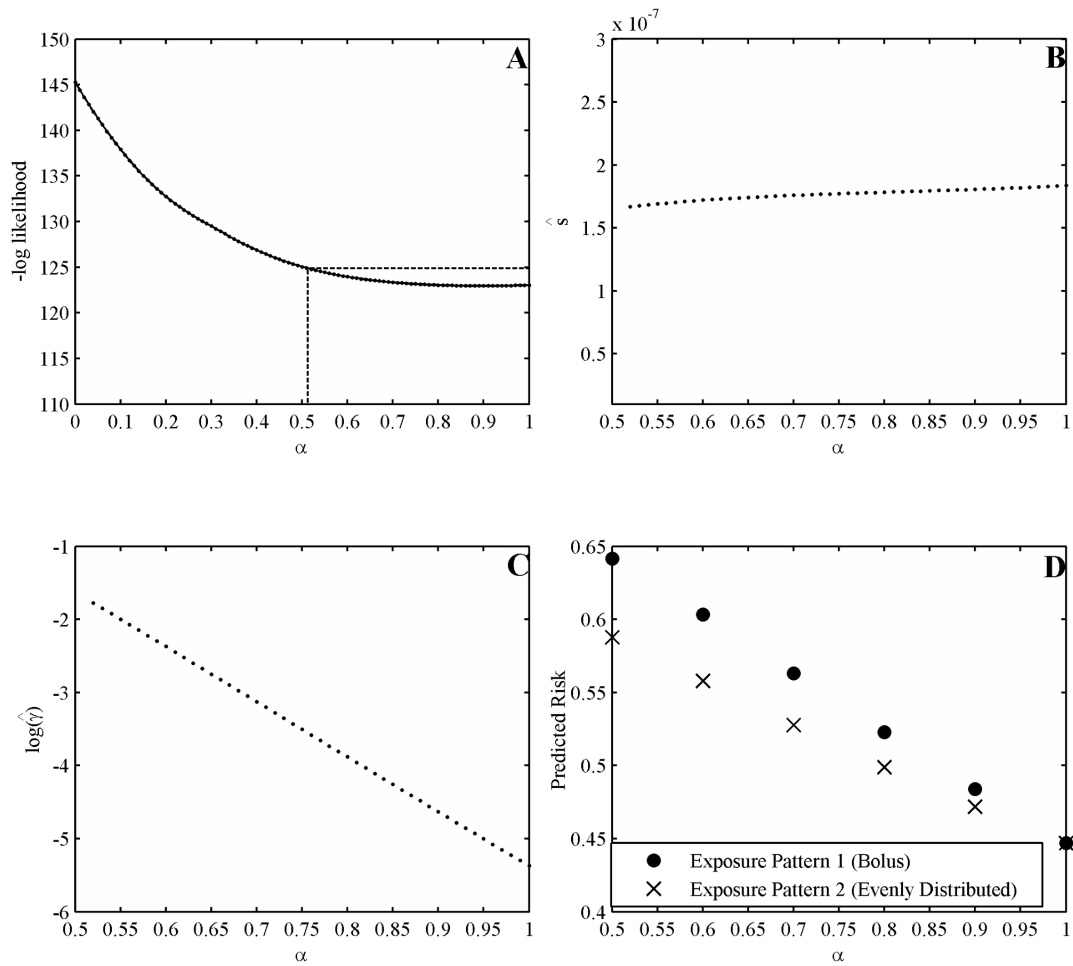 A
150
145
140
135
130
125
120
115
110
-log likelihood
0 0.1 0.2 0.3 0.4 0.5 0.6 0.7 0.8 0.9 1
α
x 10^-7
B
3
2.5
2
1.5
1
0.5
ŝ
0.5 0.55 0.6 0.65 0.7 0.75 0.8 0.85 0.9 0.95 1
α
C
-1
-2
-3
-4
-5
-6
log(γ̂)
0.5 0.55 0.6 0.65 0.7 0.75 0.8 0.85 0.9 0.95 1
α
D
0.65
0.6
0.55
0.5
0.45
0.4
Predicted Risk
Exposure Pattern 1 (Bolus)
Exposure Pattern 2 (Evenly Distributed)
0.5 0.55 0.6 0.65 0.7 0.75 0.8 0.85 0.9 0.95 1
α